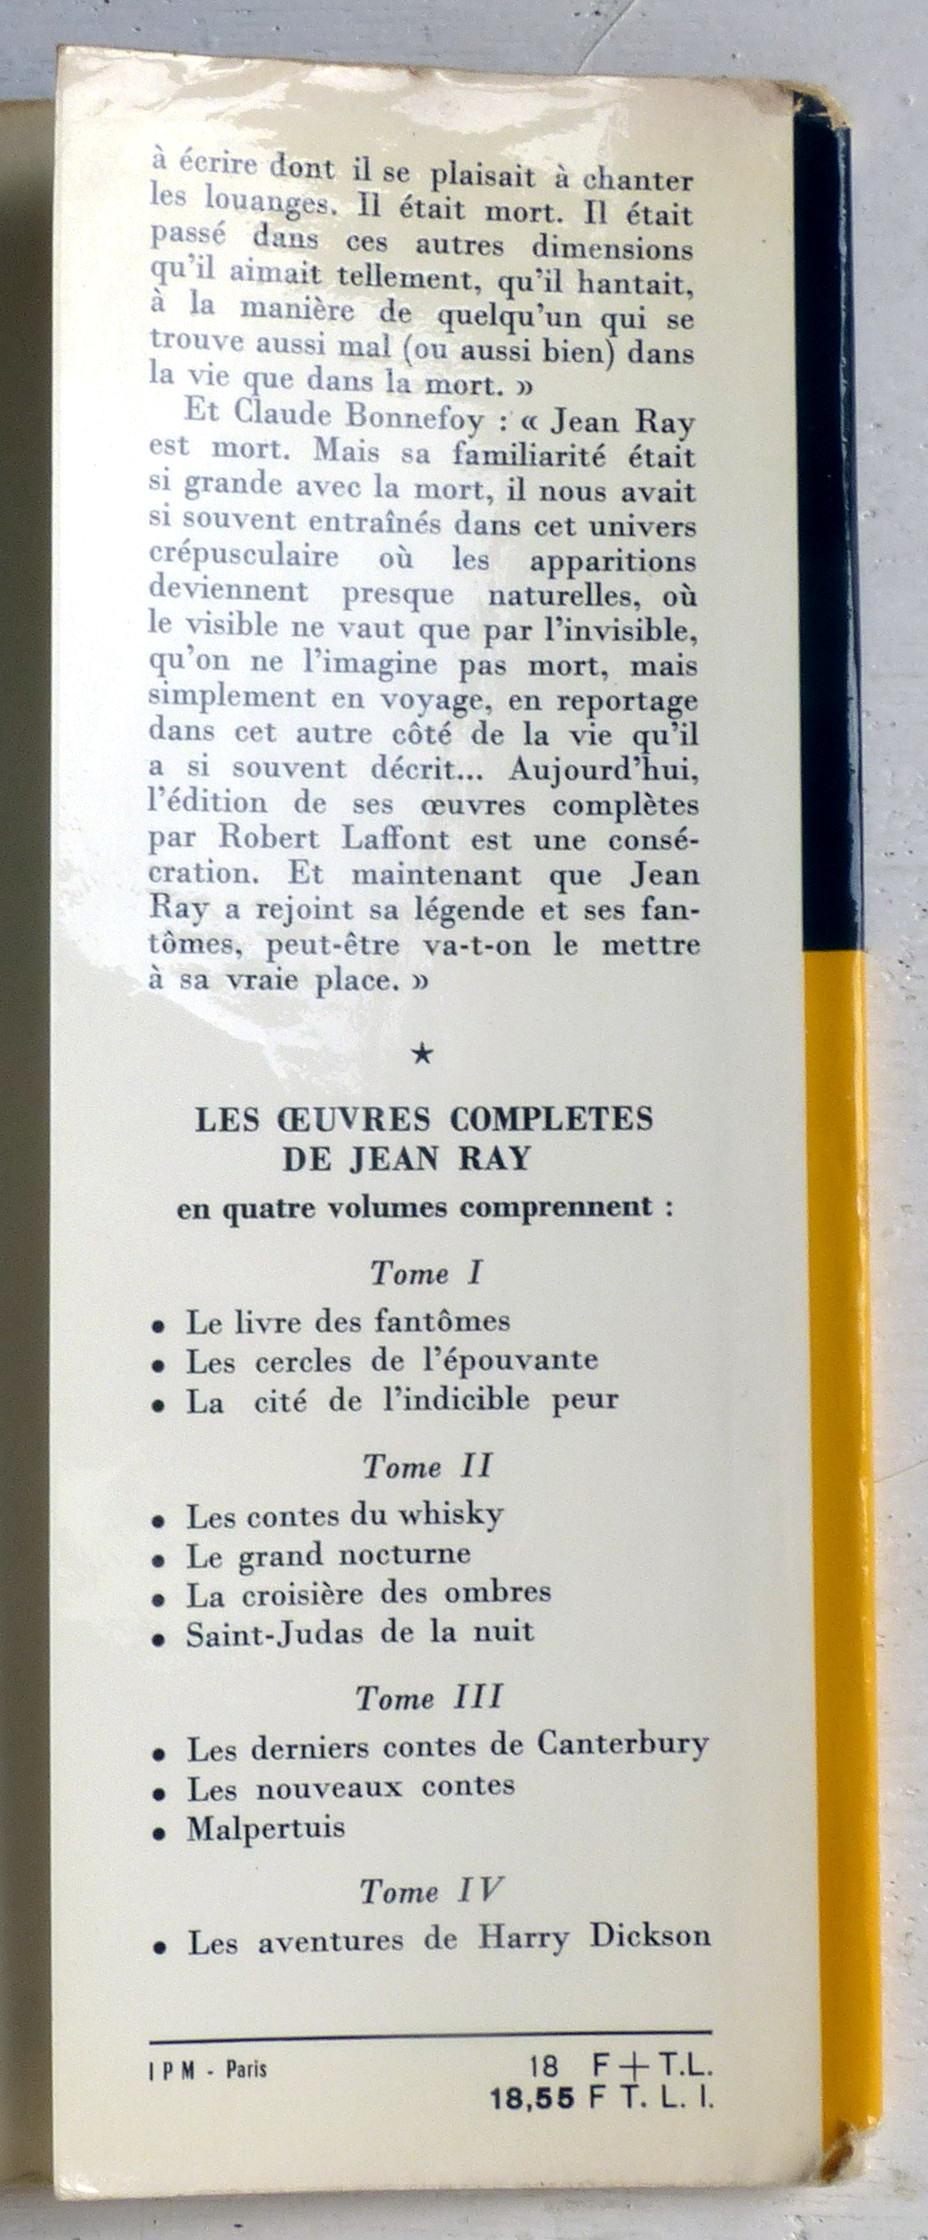 à écrire dont il se plaisait à chanter
les louanges. Il était mort. Il était
passé dans ces autres dimensions
qu'il aimait tellement, qu'il hantait,
à la manière de quelqu'un qui se
trouve aussi mal (ou aussi bien) dans
la vie que dans la mort. »
Et Claude Bonnefoy : « Jean Ray
est mort. Mais sa familiarité était
si grande avec la mort, il nous avait
si souvent entraînés dans cet univers
crépusculaire où les apparitions
deviennent presque naturelles, où
le visible ne vaut que par l'invisible,
qu'on ne l'imagine pas mort, mais
simplement en voyage, en reportage
dans cet autre côté de la vie qu'il
a si souvent décrit... Aujourd'hui,
l'édition de ses œuvres complètes
par Robert Laffont est une consé-
cration. Et maintenant que Jean
Ray a rejoint sa légende et ses fan-
tômes, peut-être va-t-on le mettre
à sa vraie place. »
★
LES ŒUVRES COMPLETES
DE JEAN RAY
en quatre volumes comprennent :
Tome I
• Le livre des fantômes
• Les cercles de l'épouvante
• La cité de l'indicible peur
Tome II
• Les contes du whisky
• Le grand nocturne
• La croisière des ombres
• Saint-Judas de la nuit
Tome III
• Les derniers contes de Canterbury
• Les nouveaux contes
• Malpertuis
Tome IV
• Les aventures de Harry Dickson
I P M - Paris 18 F + T.L.
18,55 F T. L. I.